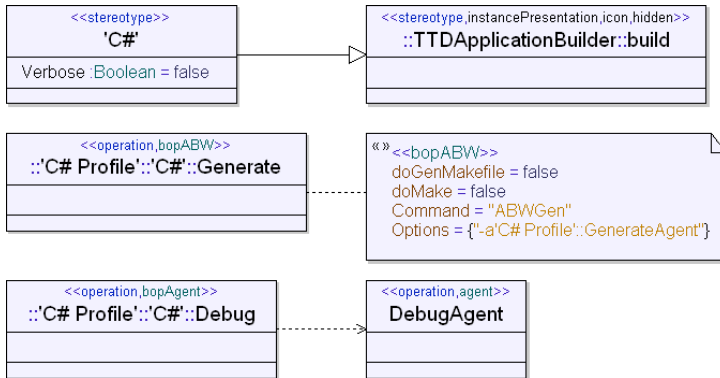 <<stereotype>>
'C#'
Verbose :Boolean = false
<<stereotype,instancePresentation,icon,hidden>>
::TTDApplicationBuilder::build
<<operation,bopABW>>
::'C# Profile'::'C#'::Generate
«» <<bopABW>>
doGenMakefile = false
doMake = false
Command = "ABWGen"
Options = {"-a'C# Profile'::GenerateAgent"}
<<operation,bopAgent>>
::'C# Profile'::'C#'::Debug
<<operation,agent>>
DebugAgent